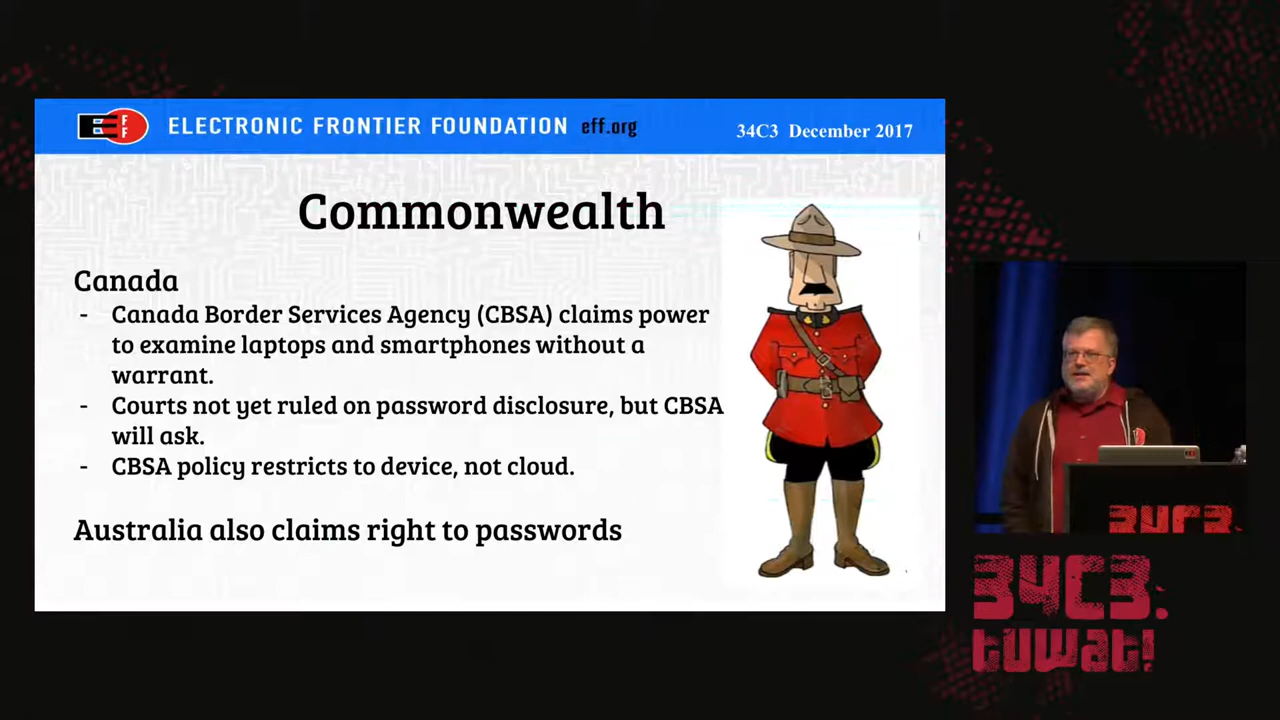 EFF ELECTRONIC FRONTIER FOUNDATION eff.org
34C3 December 2017
Commonwealth
Canada
- Canada Border Services Agency (CBSA) claims power
to examine laptops and smartphones without a
warrant.
- Courts not yet ruled on password disclosure, but CBSA
will ask.
- CBSA policy restricts to device, not cloud.
Australia also claims right to passwords
34C3.
34C3.
tuwat!